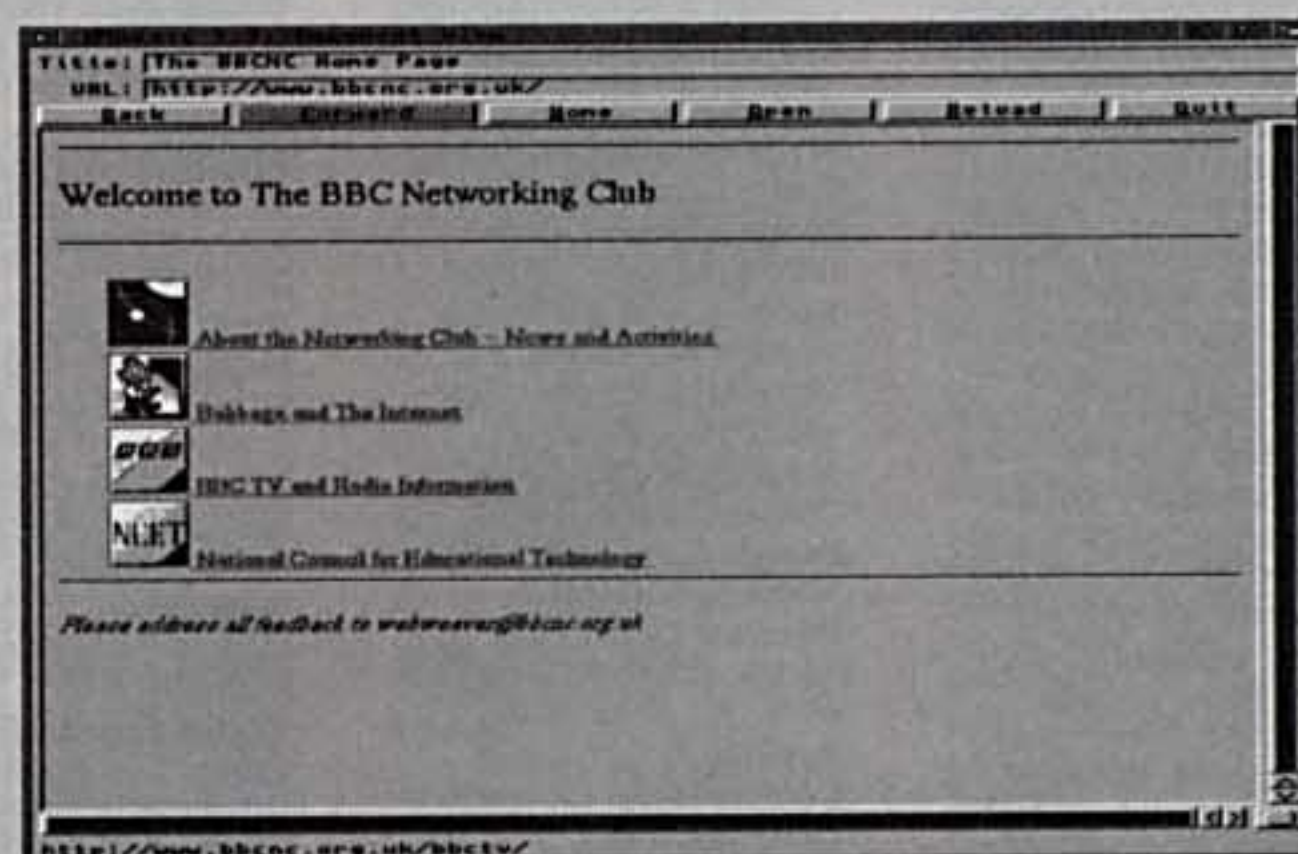 Title: The BBCNC Home Page
URL: http://www.bbcnc.org.uk/
Back Forward Home Open Reload Quit
Welcome to The BBC Networking Club
About the Networking Club - News and Activities
Babbage and The Internet
BBC
BBC TV and Radio Information
NCET
National Council for Educational Technology
Please address all feedback to webweaver@bbcnc.org.uk
http://www.bbcnc.org.uk/bbctv/